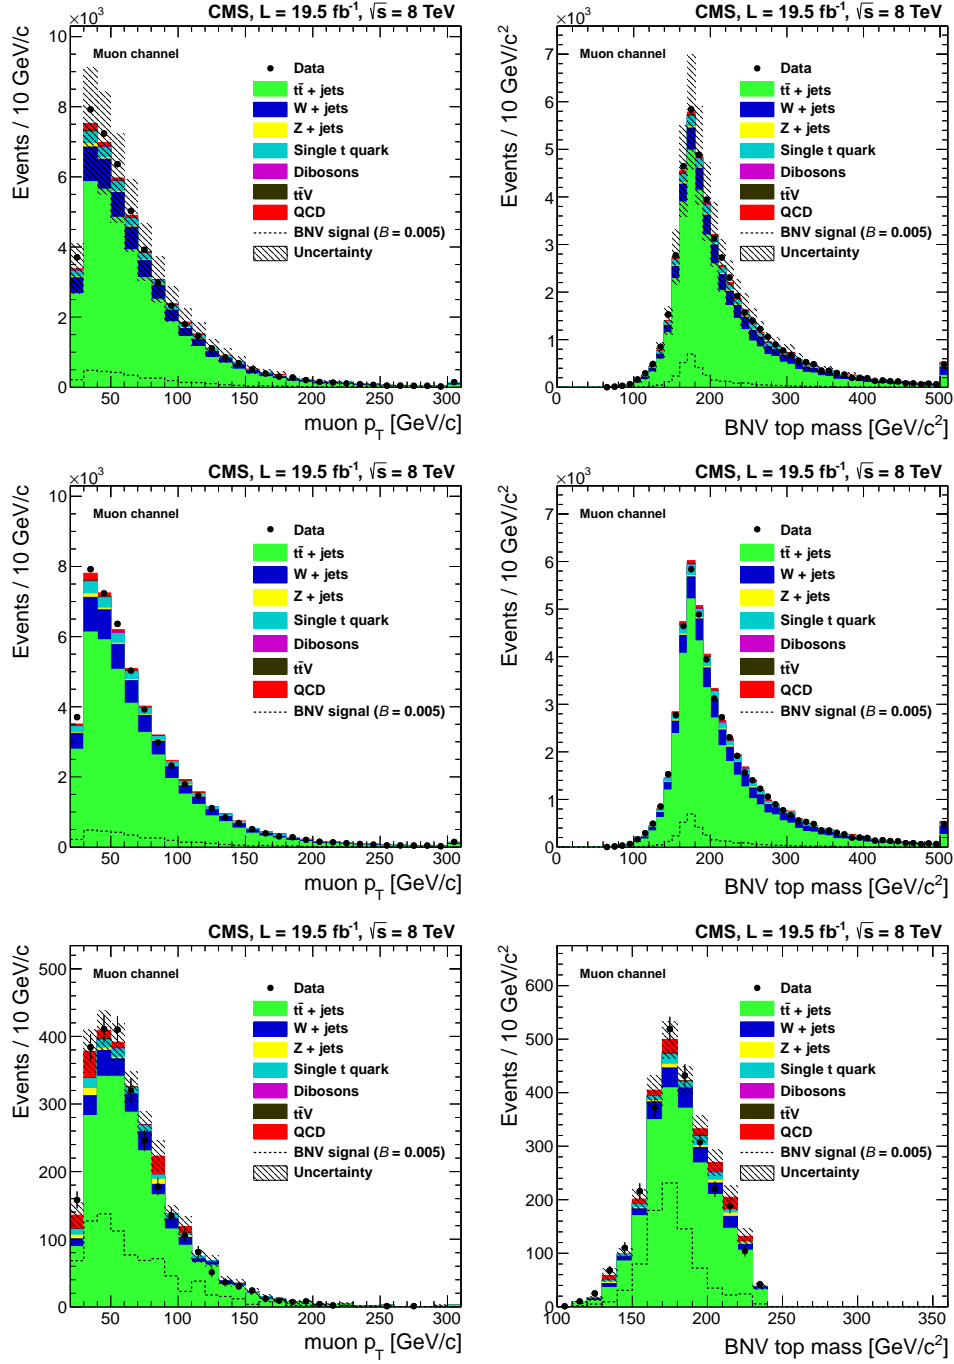 CMS, L = 19.5 fb⁻¹, √s = 8 TeV
×10³
Events / 10 GeV/c
10
8
6
4
2
0
Muon channel
Data
tt̄ + jets
W + jets
Z + jets
Single t quark
Dibosons
tt̄V
QCD
BNV signal (B = 0.005)
Uncertainty
50 100 150 200 250 300
muon p_T [GeV/c]
CMS, L = 19.5 fb⁻¹, √s = 8 TeV
×10³
Events / 10 GeV/c²
7
6
5
4
3
2
1
0
Muon channel
Data
tt̄ + jets
W + jets
Z + jets
Single t quark
Dibosons
tt̄V
QCD
BNV signal (B = 0.005)
Uncertainty
0 100 200 300 400 500
BNV top mass [GeV/c²]
CMS, L = 19.5 fb⁻¹, √s = 8 TeV
×10³
Events / 10 GeV/c
10
8
6
4
2
0
Muon channel
Data
tt̄ + jets
W + jets
Z + jets
Single t quark
Dibosons
tt̄V
QCD
BNV signal (B = 0.005)
50 100 150 200 250 300
muon p_T [GeV/c]
CMS, L = 19.5 fb⁻¹, √s = 8 TeV
×10³
Events / 10 GeV/c²
7
6
5
4
3
2
1
0
Muon channel
Data
tt̄ + jets
W + jets
Z + jets
Single t quark
Dibosons
tt̄V
QCD
BNV signal (B = 0.005)
0 100 200 300 400 500
BNV top mass [GeV/c²]
CMS, L = 19.5 fb⁻¹, √s = 8 TeV
Events / 10 GeV/c
500
400
300
200
100
0
Muon channel
Data
tt̄ + jets
W + jets
Z + jets
Single t quark
Dibosons
tt̄V
QCD
BNV signal (B = 0.005)
Uncertainty
50 100 150 200 250 300
muon p_T [GeV/c]
CMS, L = 19.5 fb⁻¹, √s = 8 TeV
Events / 10 GeV/c²
600
500
400
300
200
100
0
Muon channel
Data
tt̄ + jets
W + jets
Z + jets
Single t quark
Dibosons
tt̄V
QCD
BNV signal (B = 0.005)
Uncertainty
100 150 200 250 300 350
BNV top mass [GeV/c²]